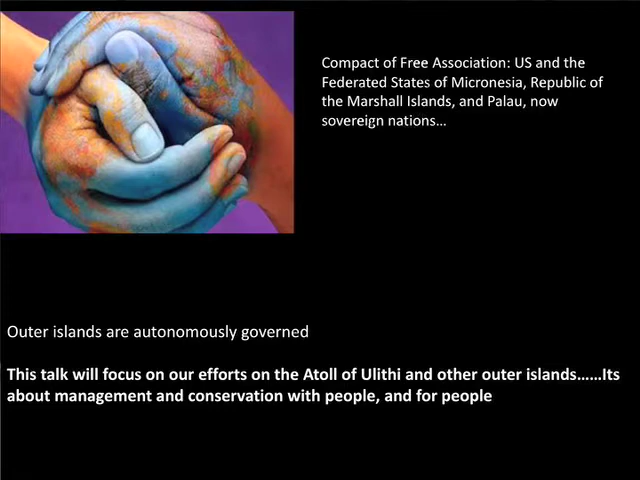 Compact of Free Association: US and the
Federated States of Micronesia, Republic of
the Marshall Islands, and Palau, now
sovereign nations…
Outer islands are autonomously governed
This talk will focus on our efforts on the Atoll of Ulithi and other outer islands……Its
about management and conservation with people, and for people